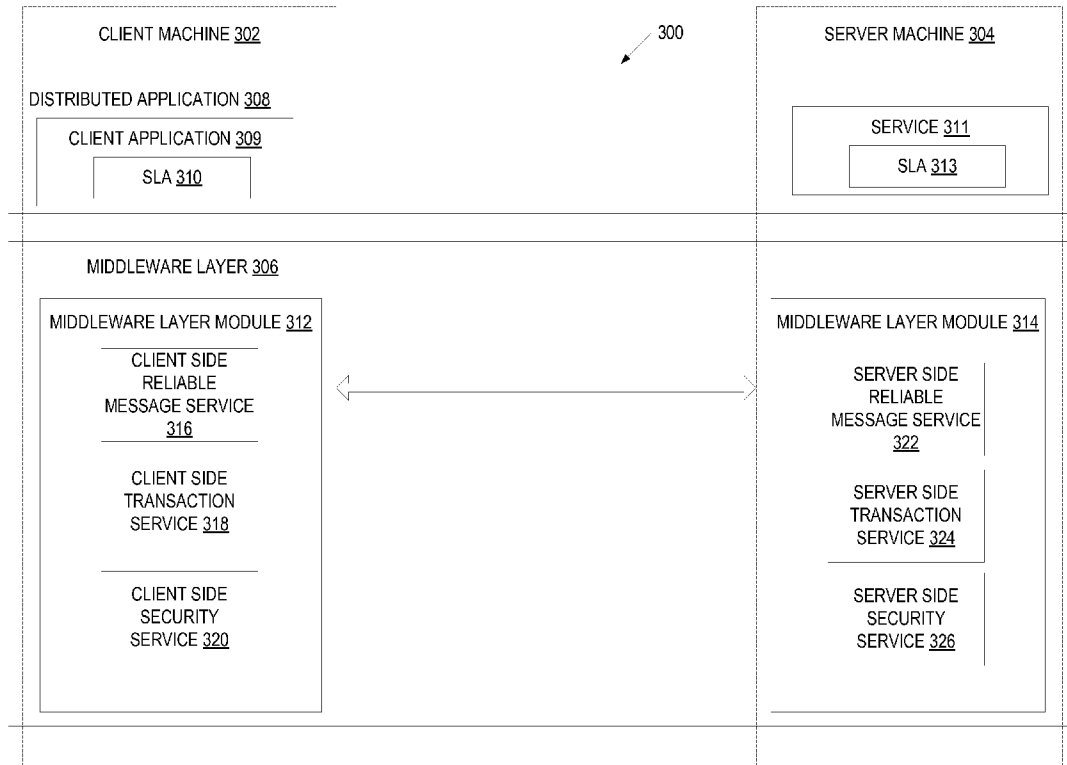 CLIENT MACHINE 302
300
SERVER MACHINE 304
DISTRIBUTED APPLICATION 308
CLIENT APPLICATION 309
SLA 310
SERVICE 311
SLA 313
MIDDLEWARE LAYER 306
MIDDLEWARE LAYER MODULE 312
CLIENT SIDE
RELIABLE
MESSAGE SERVICE
316
CLIENT SIDE
TRANSACTION
SERVICE 318
CLIENT SIDE
SECURITY
SERVICE 320
MIDDLEWARE LAYER MODULE 314
SERVER SIDE
RELIABLE
MESSAGE SERVICE
322
SERVER SIDE
TRANSACTION
SERVICE 324
SERVER SIDE
SECURITY
SERVICE 326